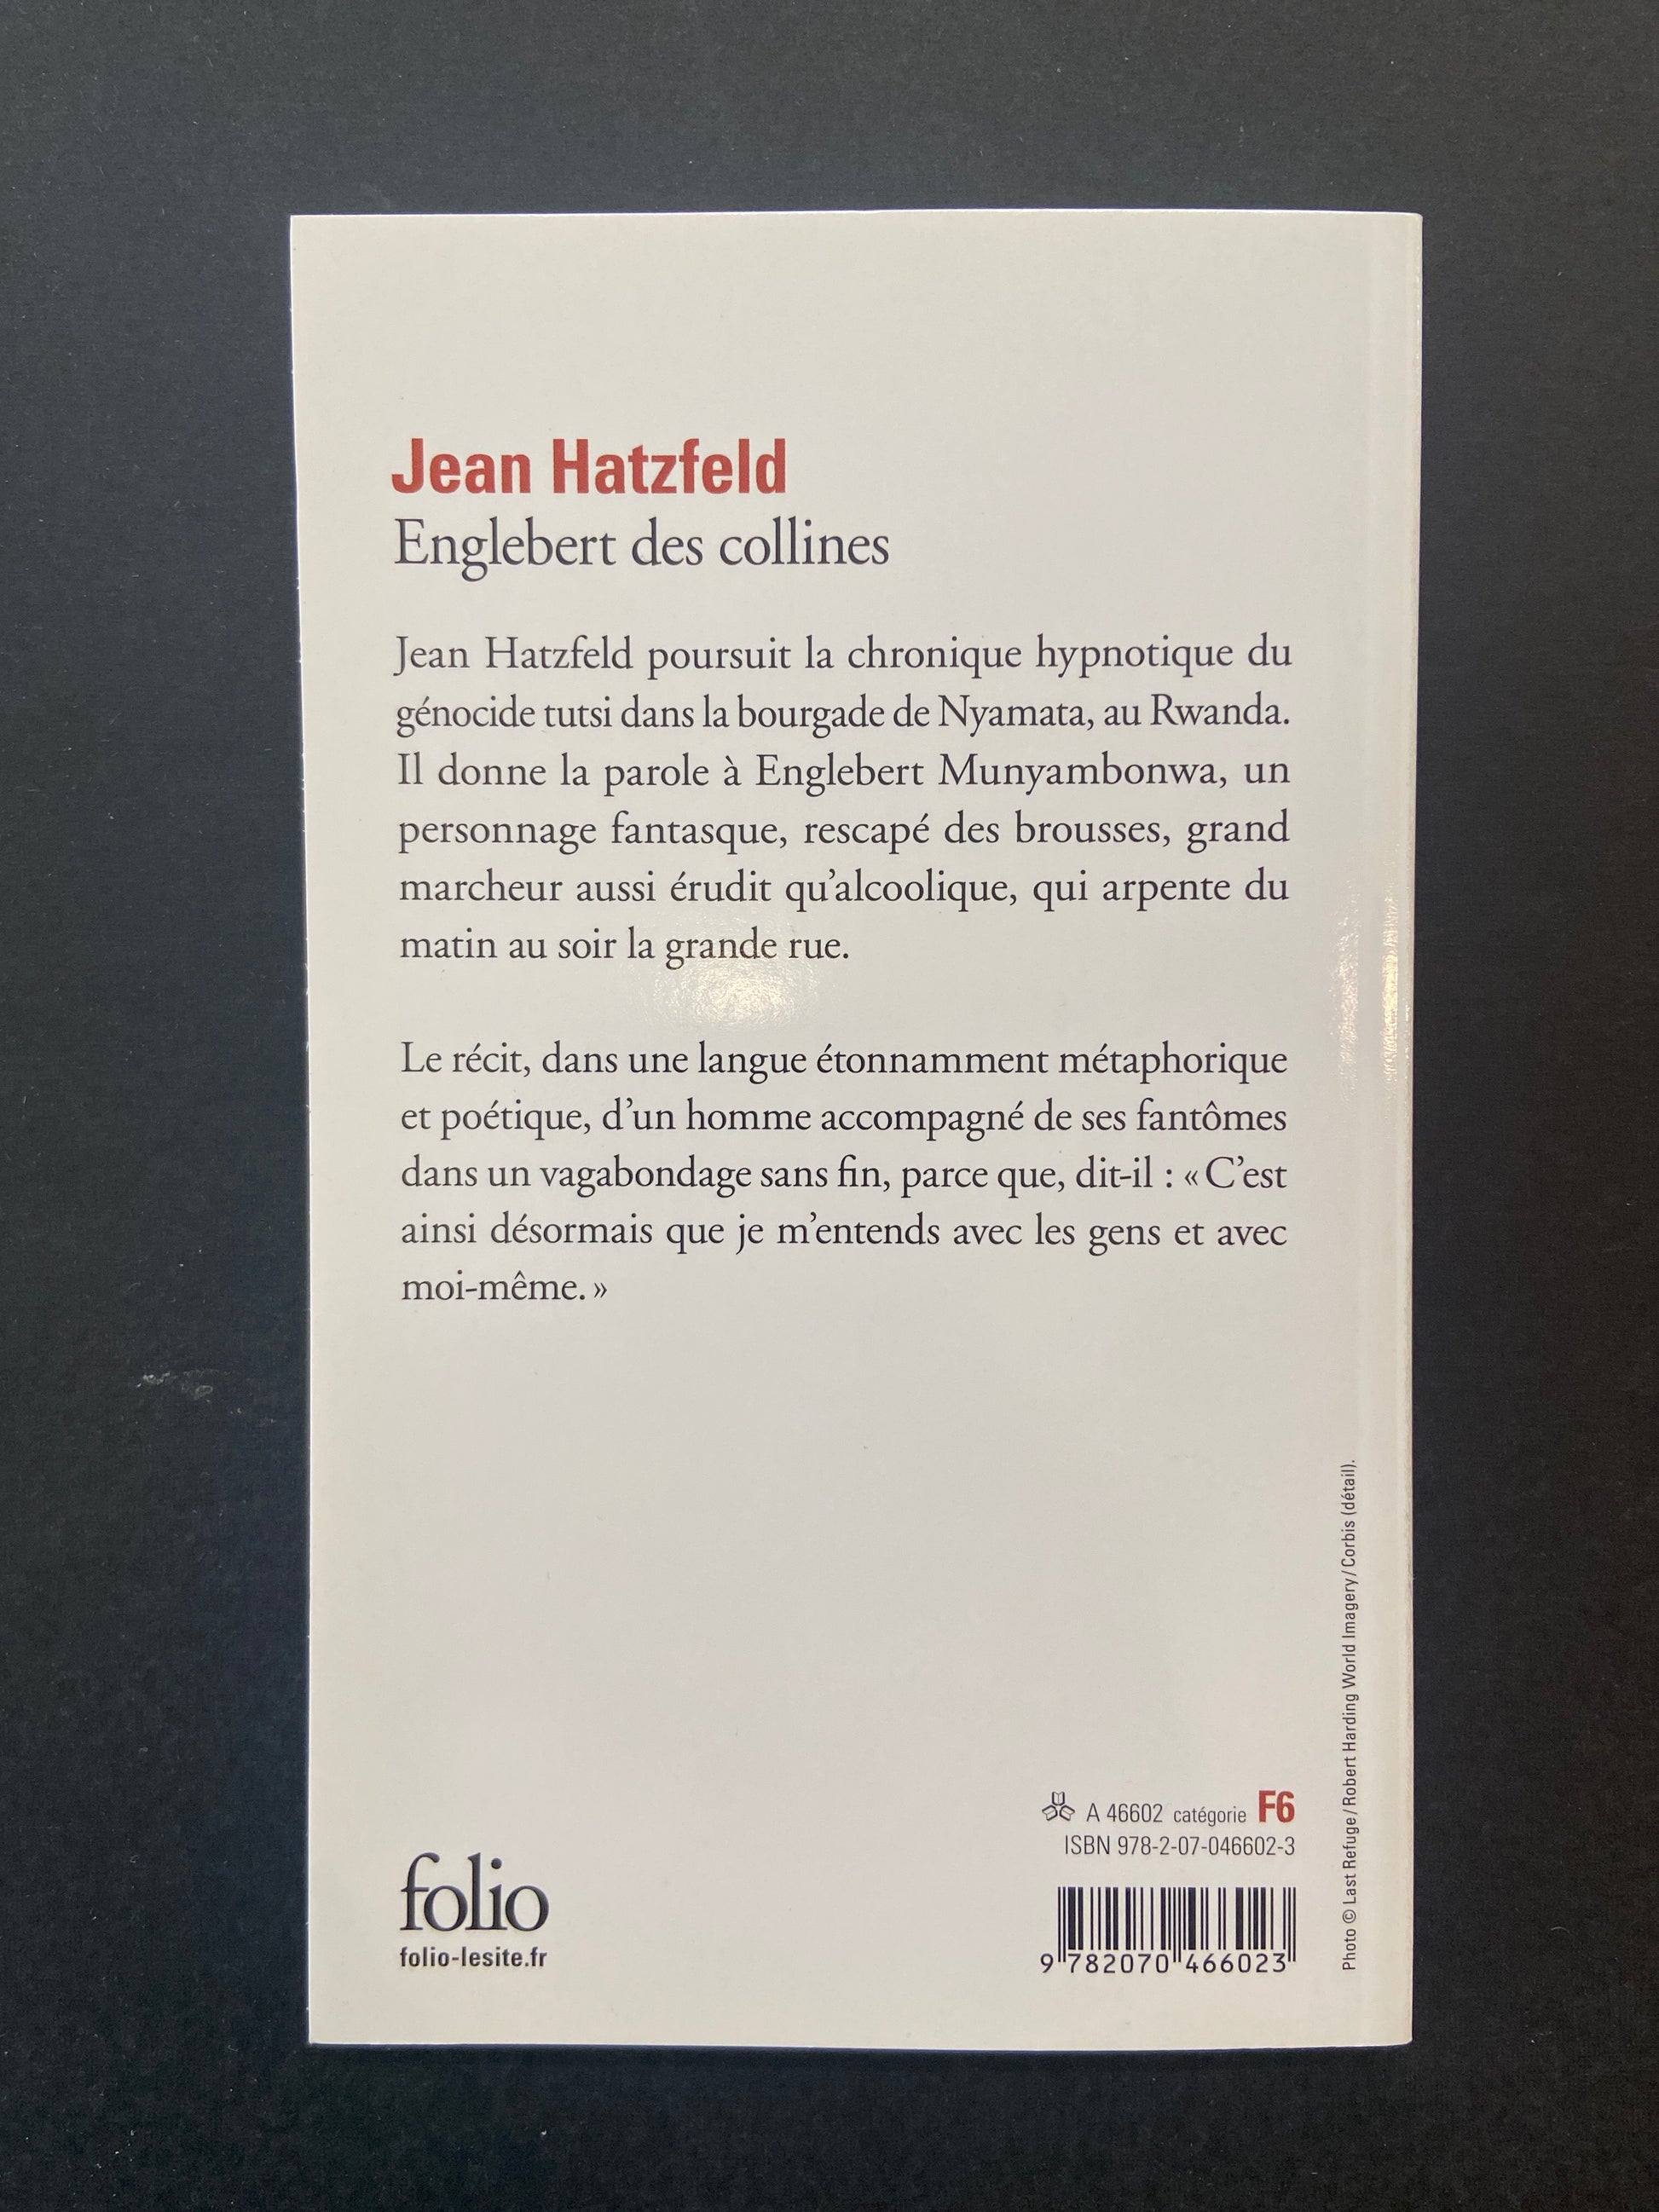 Jean Hatzfeld
Englebert des collines
Jean Hatzfeld poursuit la chronique hypnotique du
génocide tutsi dans la bourgade de Nyamata, au Rwanda.
Il donne la parole à Englebert Munyambonwa, un
personnage fantasque, rescapé des brousses, grand
marcheur aussi érudit qu’alcoolique, qui arpente du
matin au soir la grande rue.
Le récit, dans une langue étonnamment métaphorique
et poétique, d’un homme accompagné de ses fantômes
dans un vagabondage sans fin, parce que, dit-il : « C’est
ainsi désormais que je m’entends avec les gens et avec
moi-même. »
folio
folio-lesite.fr
A 46602 catégorie F6
ISBN 978-2-07-046602-3
9 782070 466023
Photo © Last Refuge / Robert Harding World Imagery / Corbis (détail).